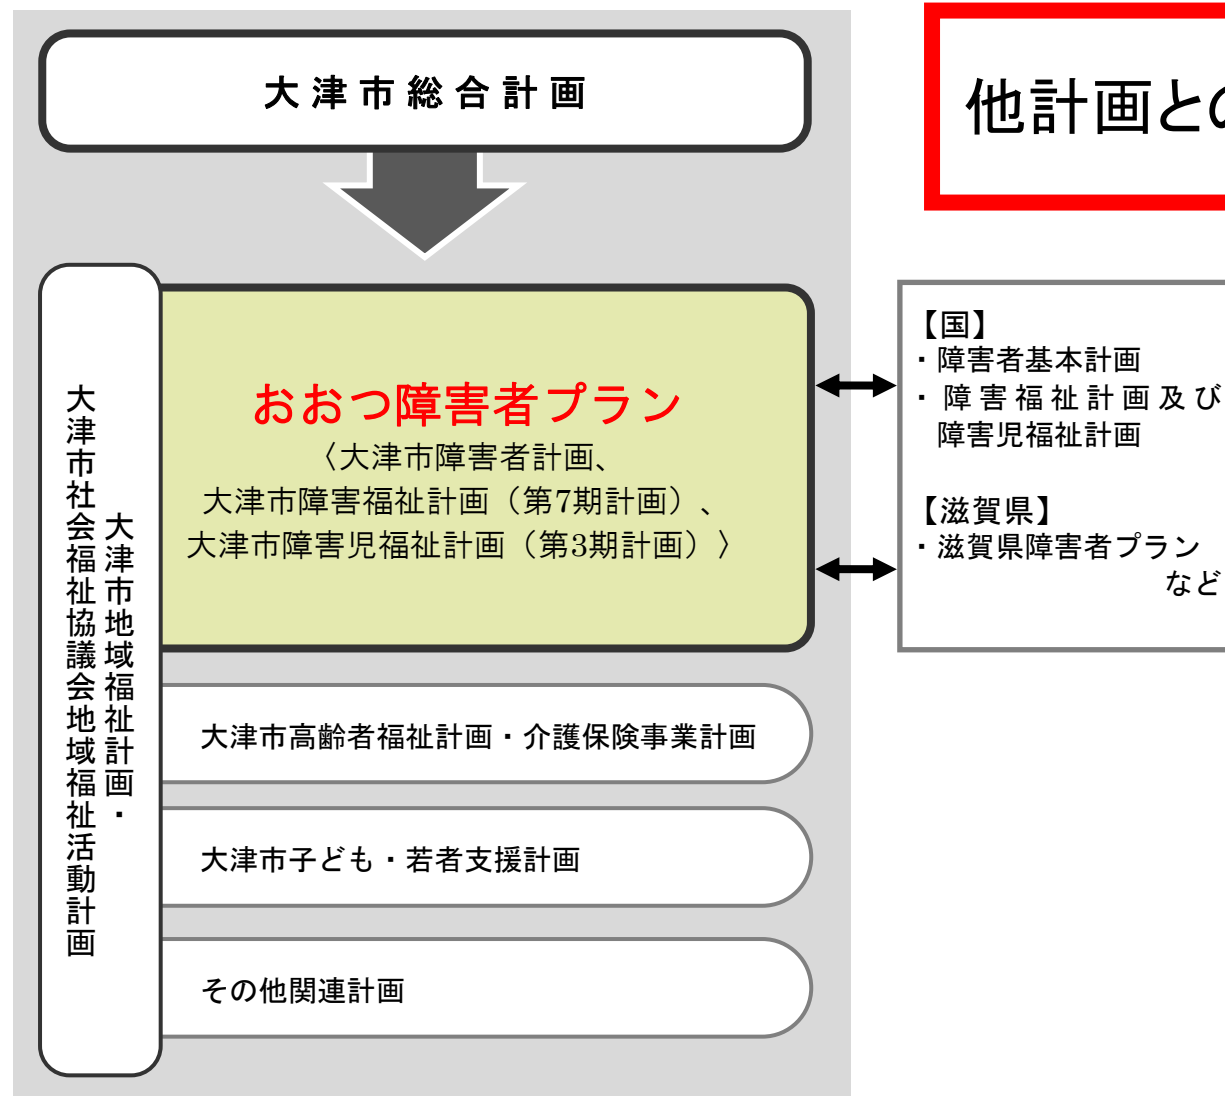 大津市総合計画
他計画との
大津市地域福祉計画・
大津市社会福祉協議会地域福祉活動計画
おおつ障害者プラン
〈大津市障害者計画、
大津市障害福祉計画（第7期計画）、
大津市障害児福祉計画（第3期計画）〉
【国】
・障害者基本計画
・障害福祉計画及び
障害児福祉計画
【滋賀県】
・滋賀県障害者プラン
など
大津市高齢者福祉計画・介護保険事業計画
大津市子ども・若者支援計画
その他関連計画